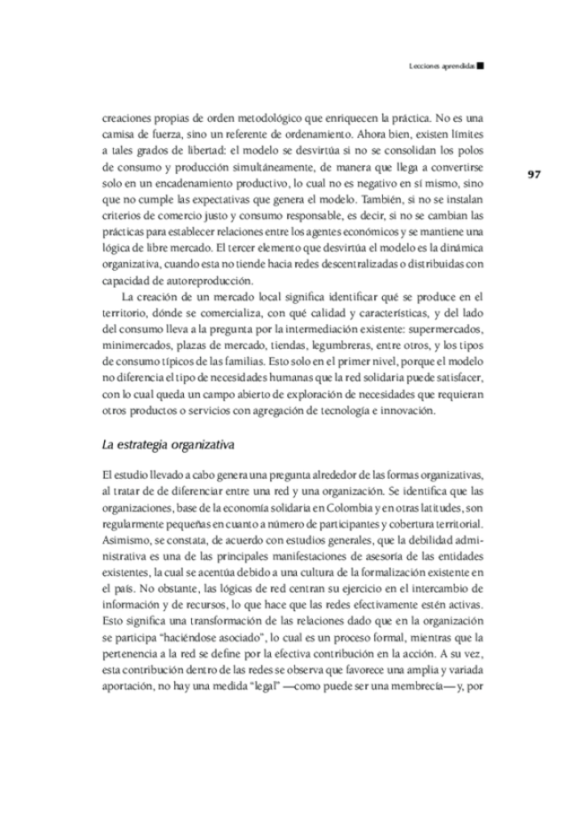 Lecciones aprendidas
97
creaciones propias de orden metodológico que enriquecen la práctica. No es una
camisa de fuerza, sino un referente de ordenamiento. Ahora bien, existen límites
a tales grados de libertad: el modelo se desvirtúa si no se consolidan los polos
de consumo y producción simultáneamente, de manera que llega a convertirse
solo en un encadenamiento productivo, lo cual no es negativo en sí mismo, sino
que no cumple las expectativas que genera el modelo. También, si no se instalan
criterios de comercio justo y consumo responsable, es decir, si no se cambian las
prácticas para establecer relaciones entre los agentes económicos y se mantiene una
lógica de libre mercado. El tercer elemento que desvirtúa el modelo es la dinámica
organizativa, cuando esta no tiende hacia redes descentralizadas o distribuidas con
capacidad de autoreproducción.
La creación de un mercado local significa identificar qué se produce en el
territorio, dónde se comercializa, con qué calidad y características, y del lado
del consumo lleva a la pregunta por la intermediación existente: supermercados,
minimercados, plazas de mercado, tiendas, legumbreras, entre otros, y los tipos
de consumo típicos de las familias. Esto solo en el primer nivel, porque el modelo
no diferencia el tipo de necesidades humanas que la red solidaria puede satisfacer,
con lo cual queda un campo abierto de exploración de necesidades que requieran
otros productos o servicios con agregación de tecnología e innovación.
La estrategia organizativa
El estudio llevado a cabo genera una pregunta alrededor de las formas organizativas,
al tratar de de diferenciar entre una red y una organización. Se identifica que las
organizaciones, base de la economía solidaria en Colombia y en otras latitudes, son
regularmente pequeñas en cuanto a número de participantes y cobertura territorial.
Asimismo, se constata, de acuerdo con estudios generales, que la debilidad admi-
nistrativa es una de las principales manifestaciones de asesoría de las entidades
existentes, la cual se acentúa debido a una cultura de la formalización existente en
el país. No obstante, las lógicas de red centran su ejercicio en el intercambio de
información y de recursos, lo que hace que las redes efectivamente estén activas.
Esto significa una transformación de las relaciones dado que en la organización
se participa "haciéndose asociado", lo cual es un proceso formal, mientras que la
pertenencia a la red se define por la efectiva contribución en la acción. A su vez,
esta contribución dentro de las redes se observa que favorece una amplia y variada
aportación, no hay una medida "legal" —como puede ser una membrecía— y, por